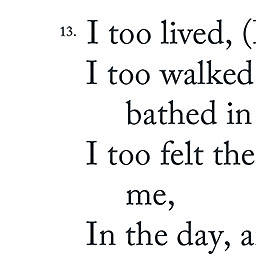 13. I too lived, (
I too walked
bathed in
I too felt the
me,
In the day, a